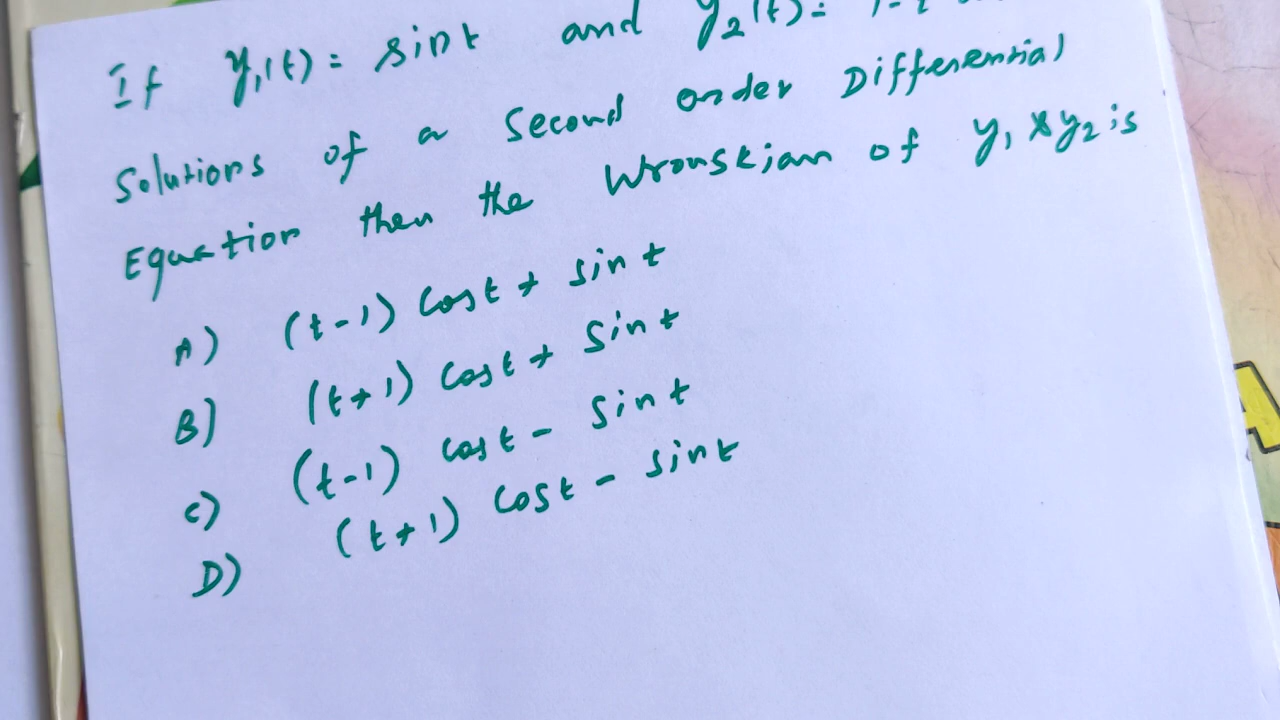 If y₁(t) = sint and y₂(t) =
Solutions of a Second order Differential
Equation then the Wronskian of y₁ & y₂ is
A) (t-1) Cost + sint
B) (t+1) Cost + Sint
C) (t-1) Cost - Sint
D) (t+1) Cost - sint